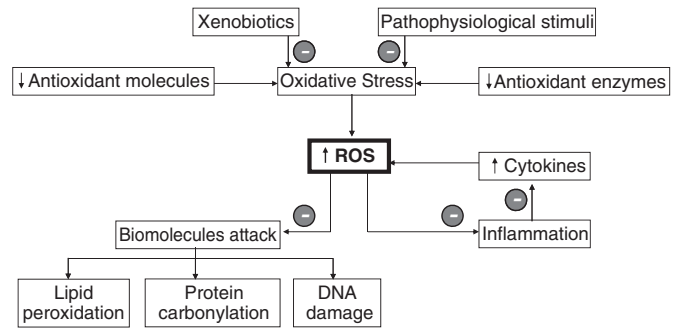 Xenobiotics
Pathophysiological stimuli
−
−
↓ Antioxidant molecules
Oxidative Stress
↓ Antioxidant enzymes
↑ ROS
↑ Cytokines
−
−
−
Biomolecules attack
Inflammation
Lipid
peroxidation
Protein
carbonylation
DNA
damage